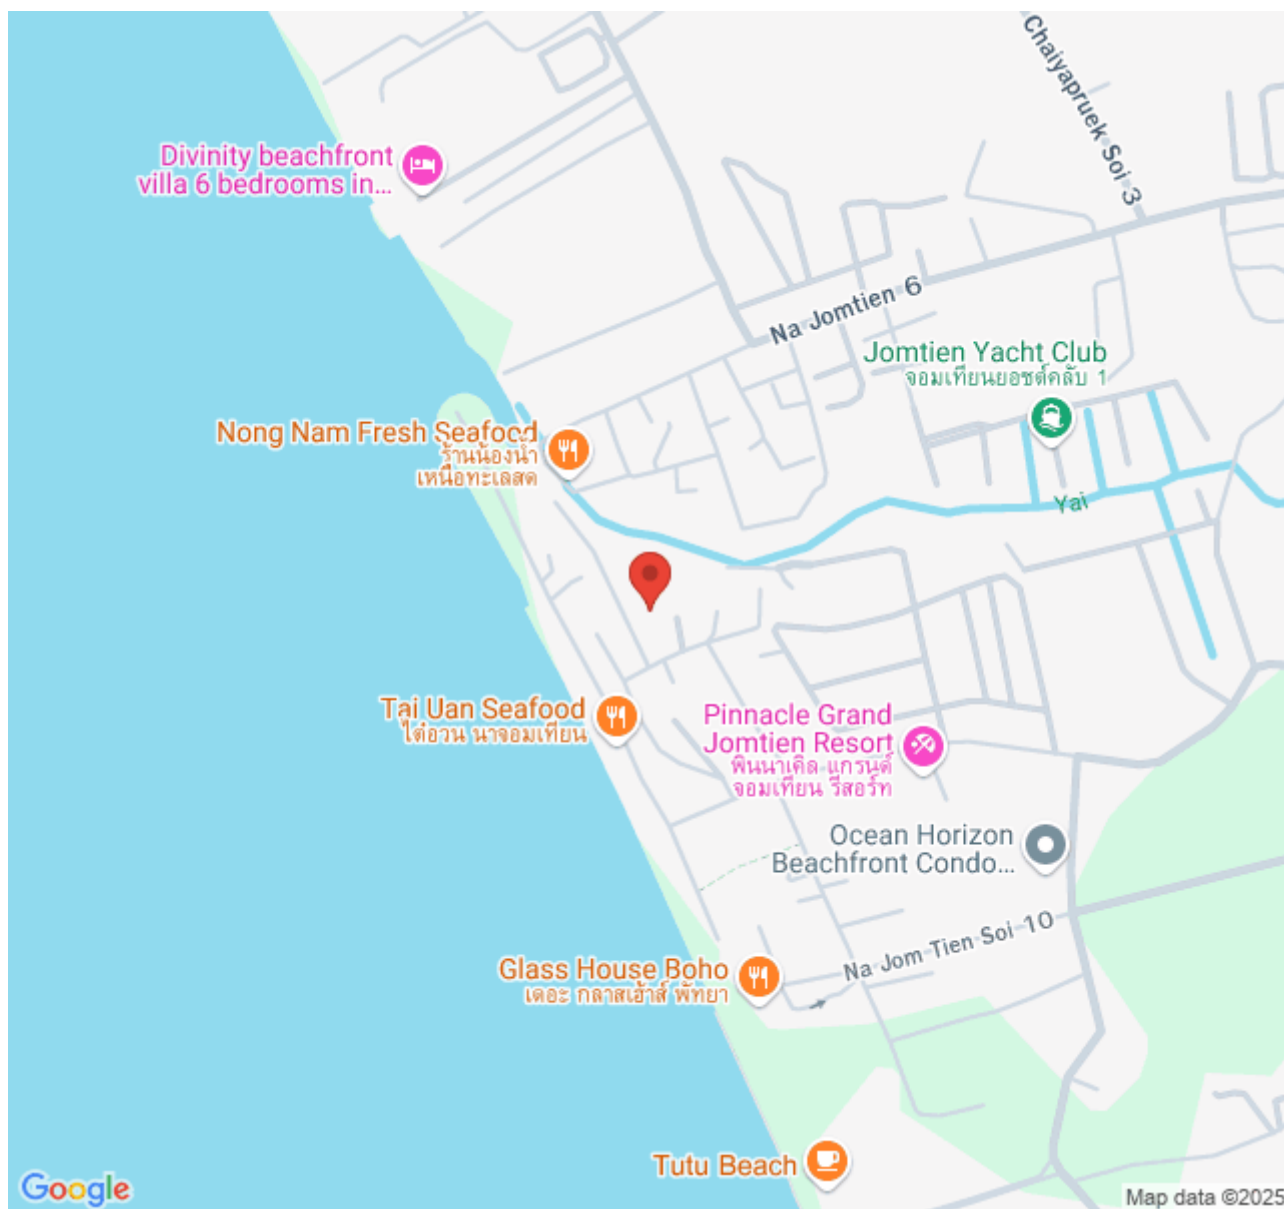 Chaiyapruek Soi 3
Divinity beachfront
villa 6 bedrooms in...
Na Jomtien 6
Jomtien Yacht Club
จอมเทียนยอชต์คลับ 1
Nong Nam Fresh Seafood
ร้านน้องน้ำ
เหนือทะเลสด
Yai
Tai Uan Seafood
ไต๋อ้วน นาจอมเทียน
Pinnacle Grand
Jomtien Resort
พินนาเคิล แกรนด์
จอมเทียน รีสอร์ท
Ocean Horizon
Beachfront Condo...
Na Jom Tien Soi 10
Glass House Boho
เดอะ กลาสเฮ้าส์ พัทยา
Tutu Beach
Google
Map data ©2025